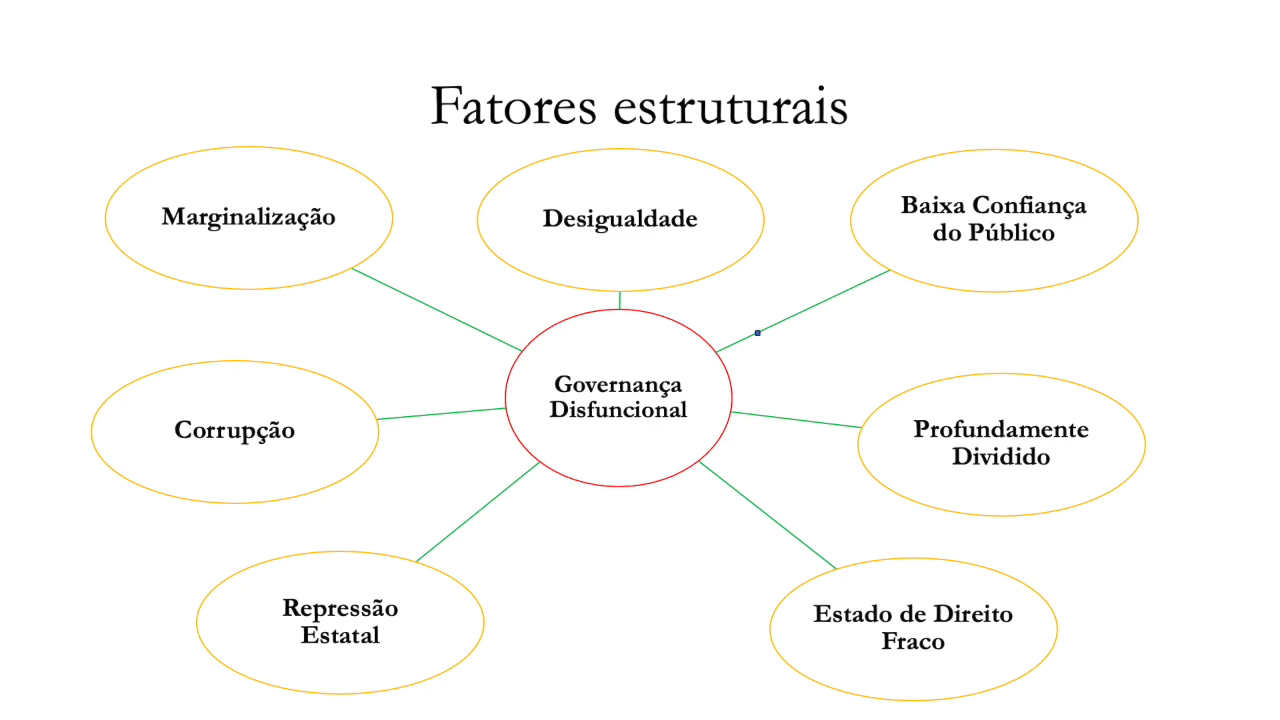 Fatores estruturais
Marginalização
Desigualdade
Baixa Confiança
do Público
Governança
Disfuncional
Corrupção
Profundamente
Dividido
Repressão
Estatal
Estado de Direito
Fraco